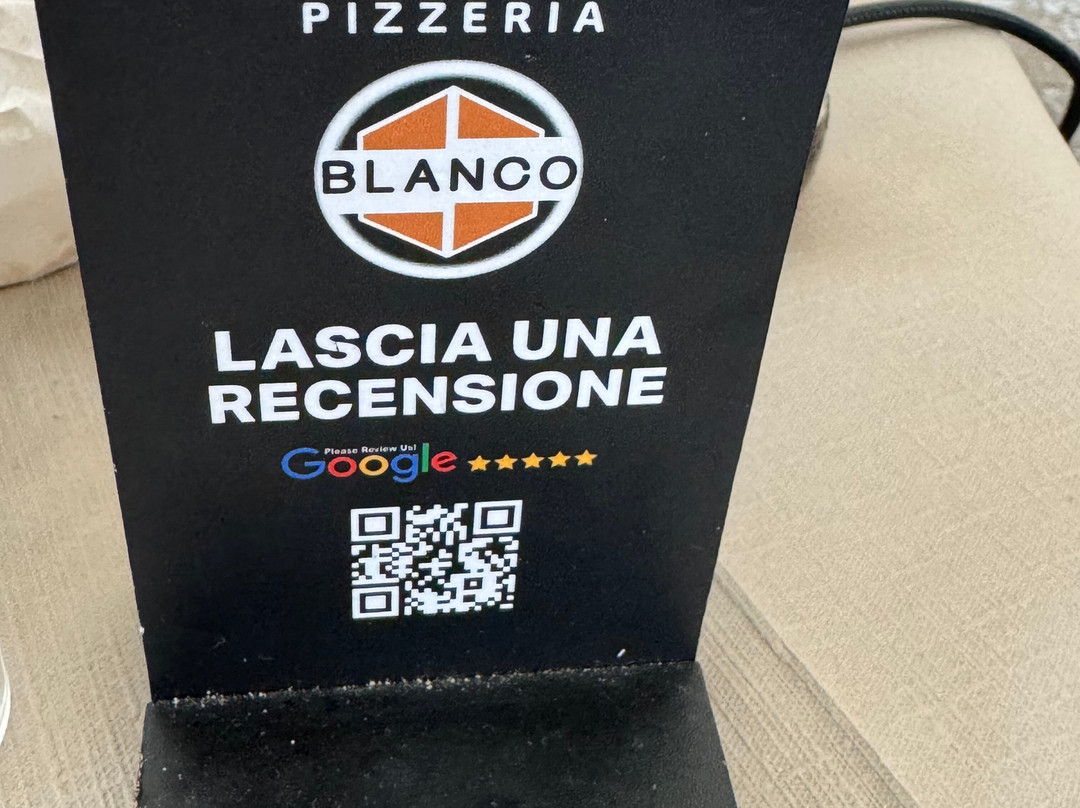 PIZZERIA
BLANCO
LASCIA UNA
RECENSIONE
Please Review Us!
Google